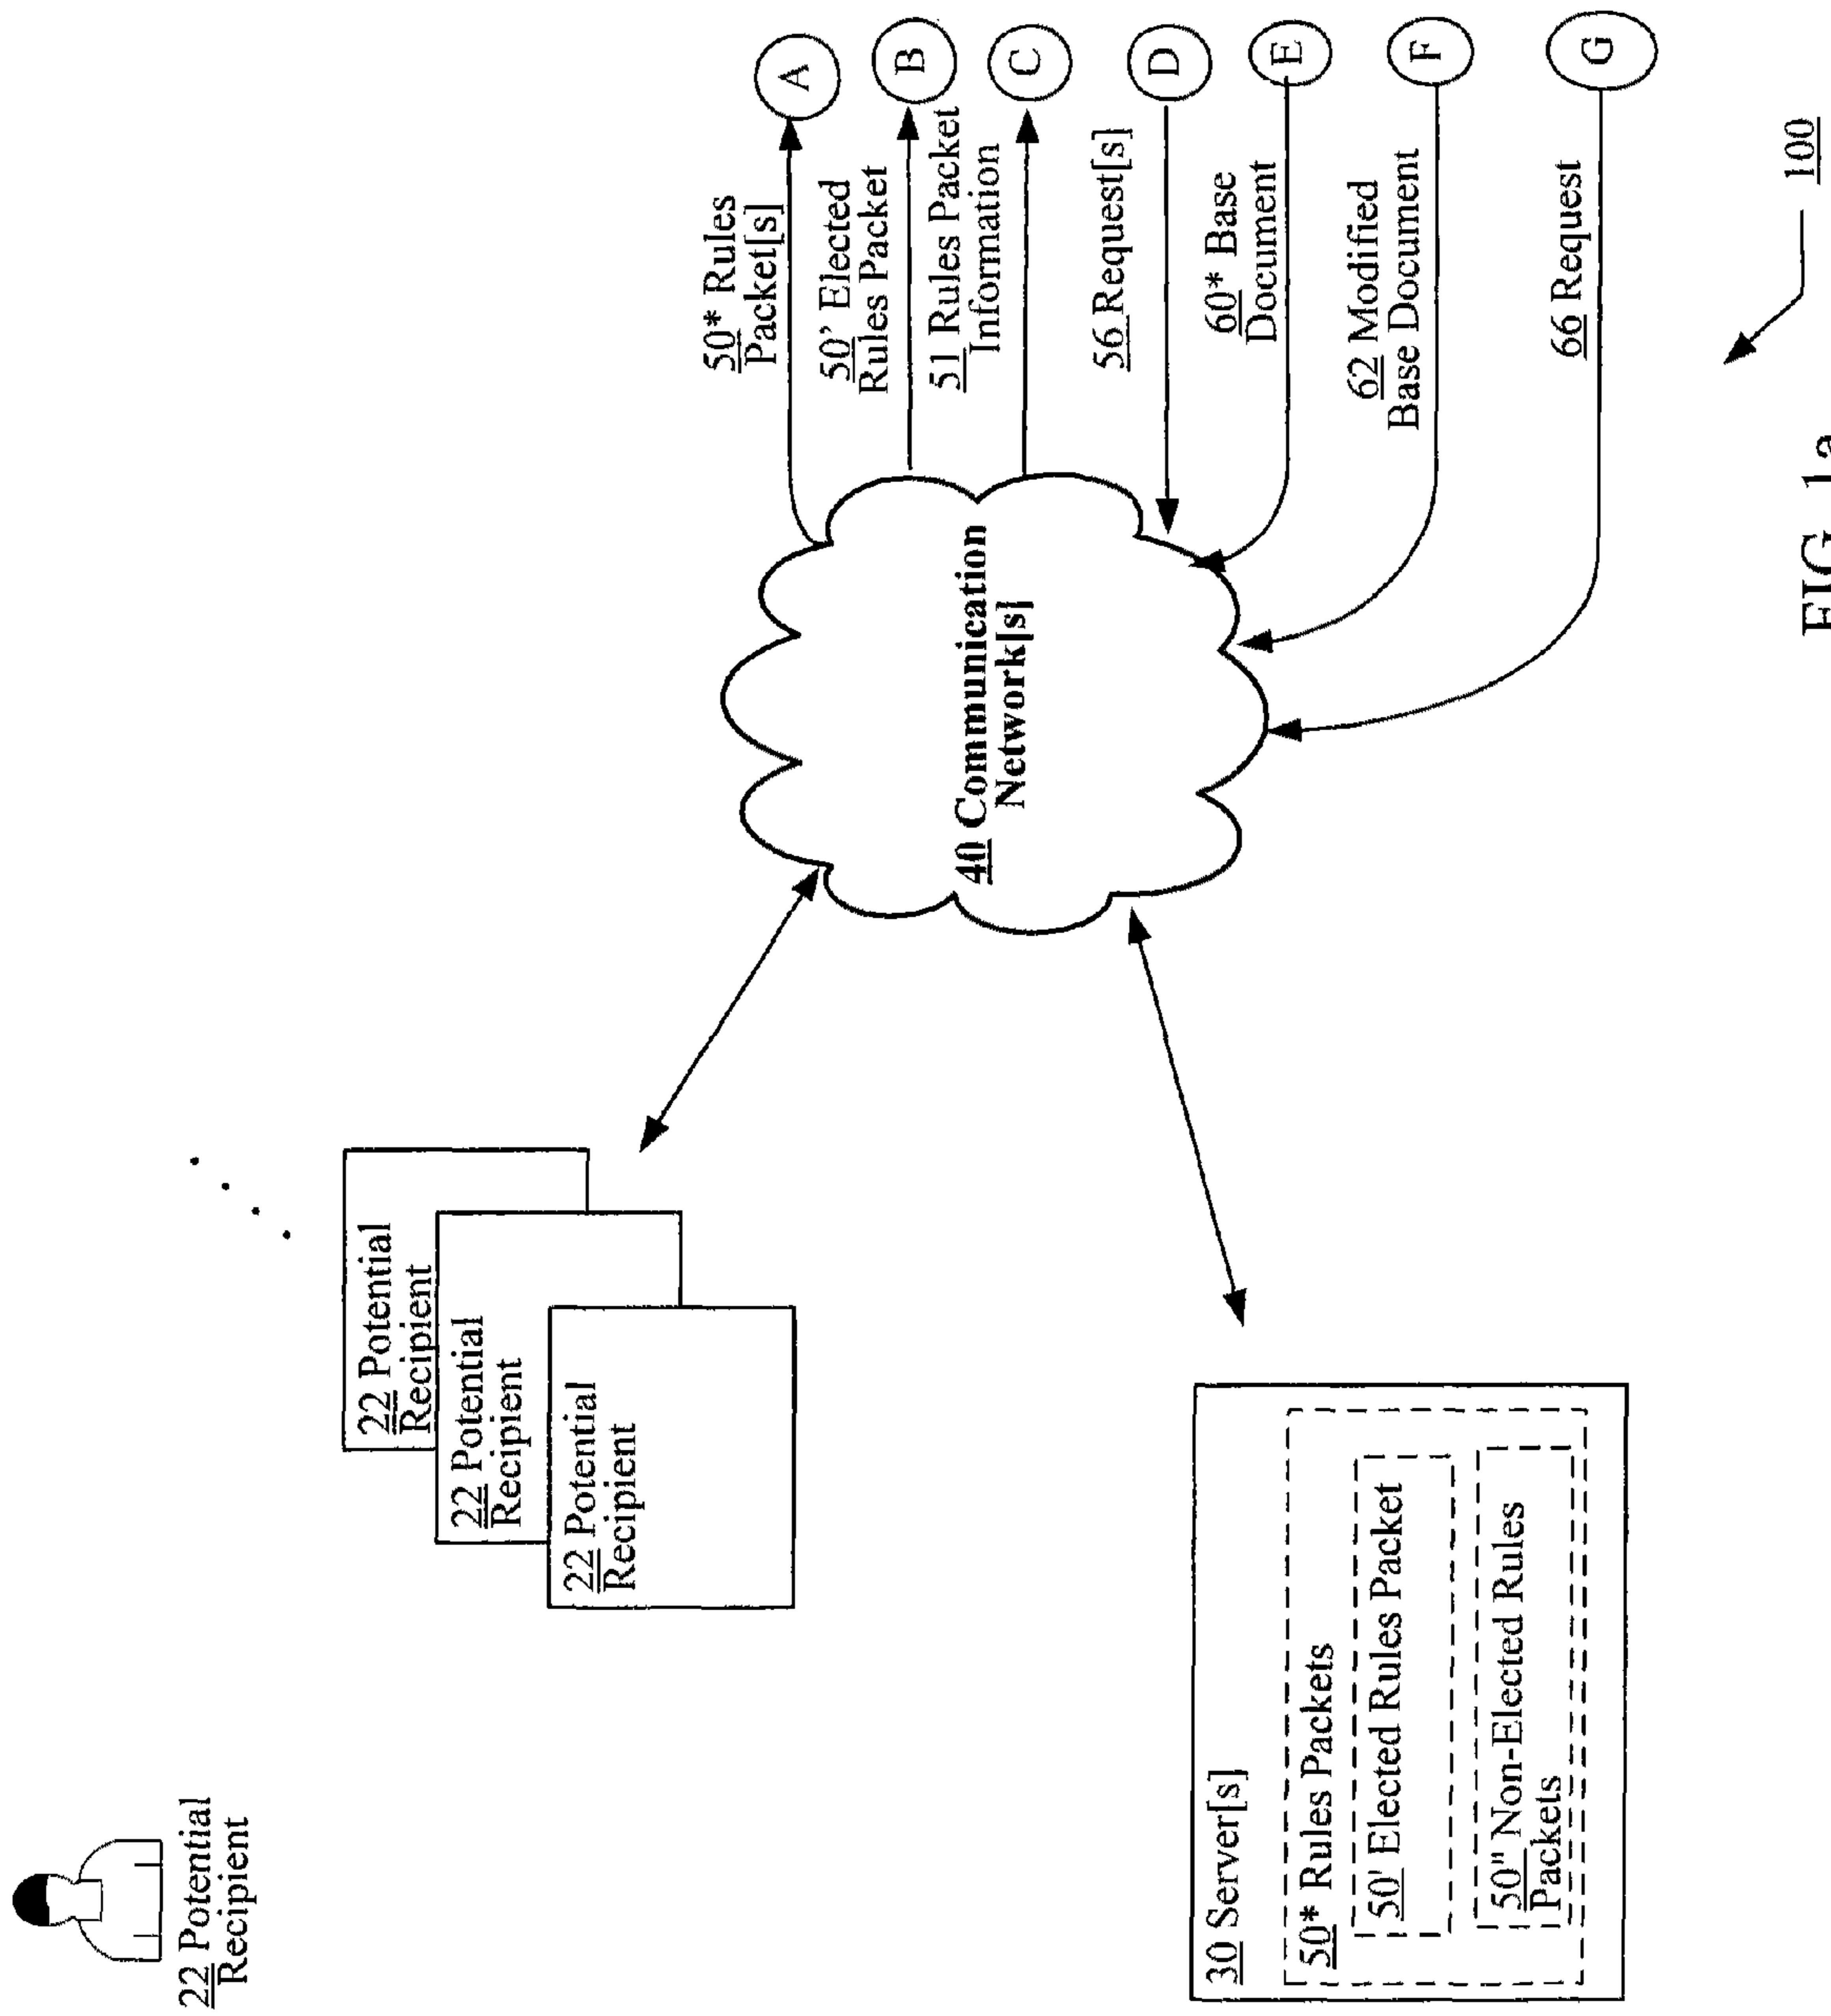 22 Potential
Recipient
22 Potential
Recipient
22 Potential
Recipient
22 Potential
Recipient
30 Server[s]
50* Rules Packets
50' Elected Rules Packet
50" Non-Elected Rules
Packets
40 Communication
Network[s]
50* Rules
Packet[s]
A
50’ Elected
Rules Packet
B
51 Rules Packet
Information
C
56 Request[s]
D
60* Base
Document
E
62 Modified
Base Document
F
66 Request
G
100
FIG. 1a